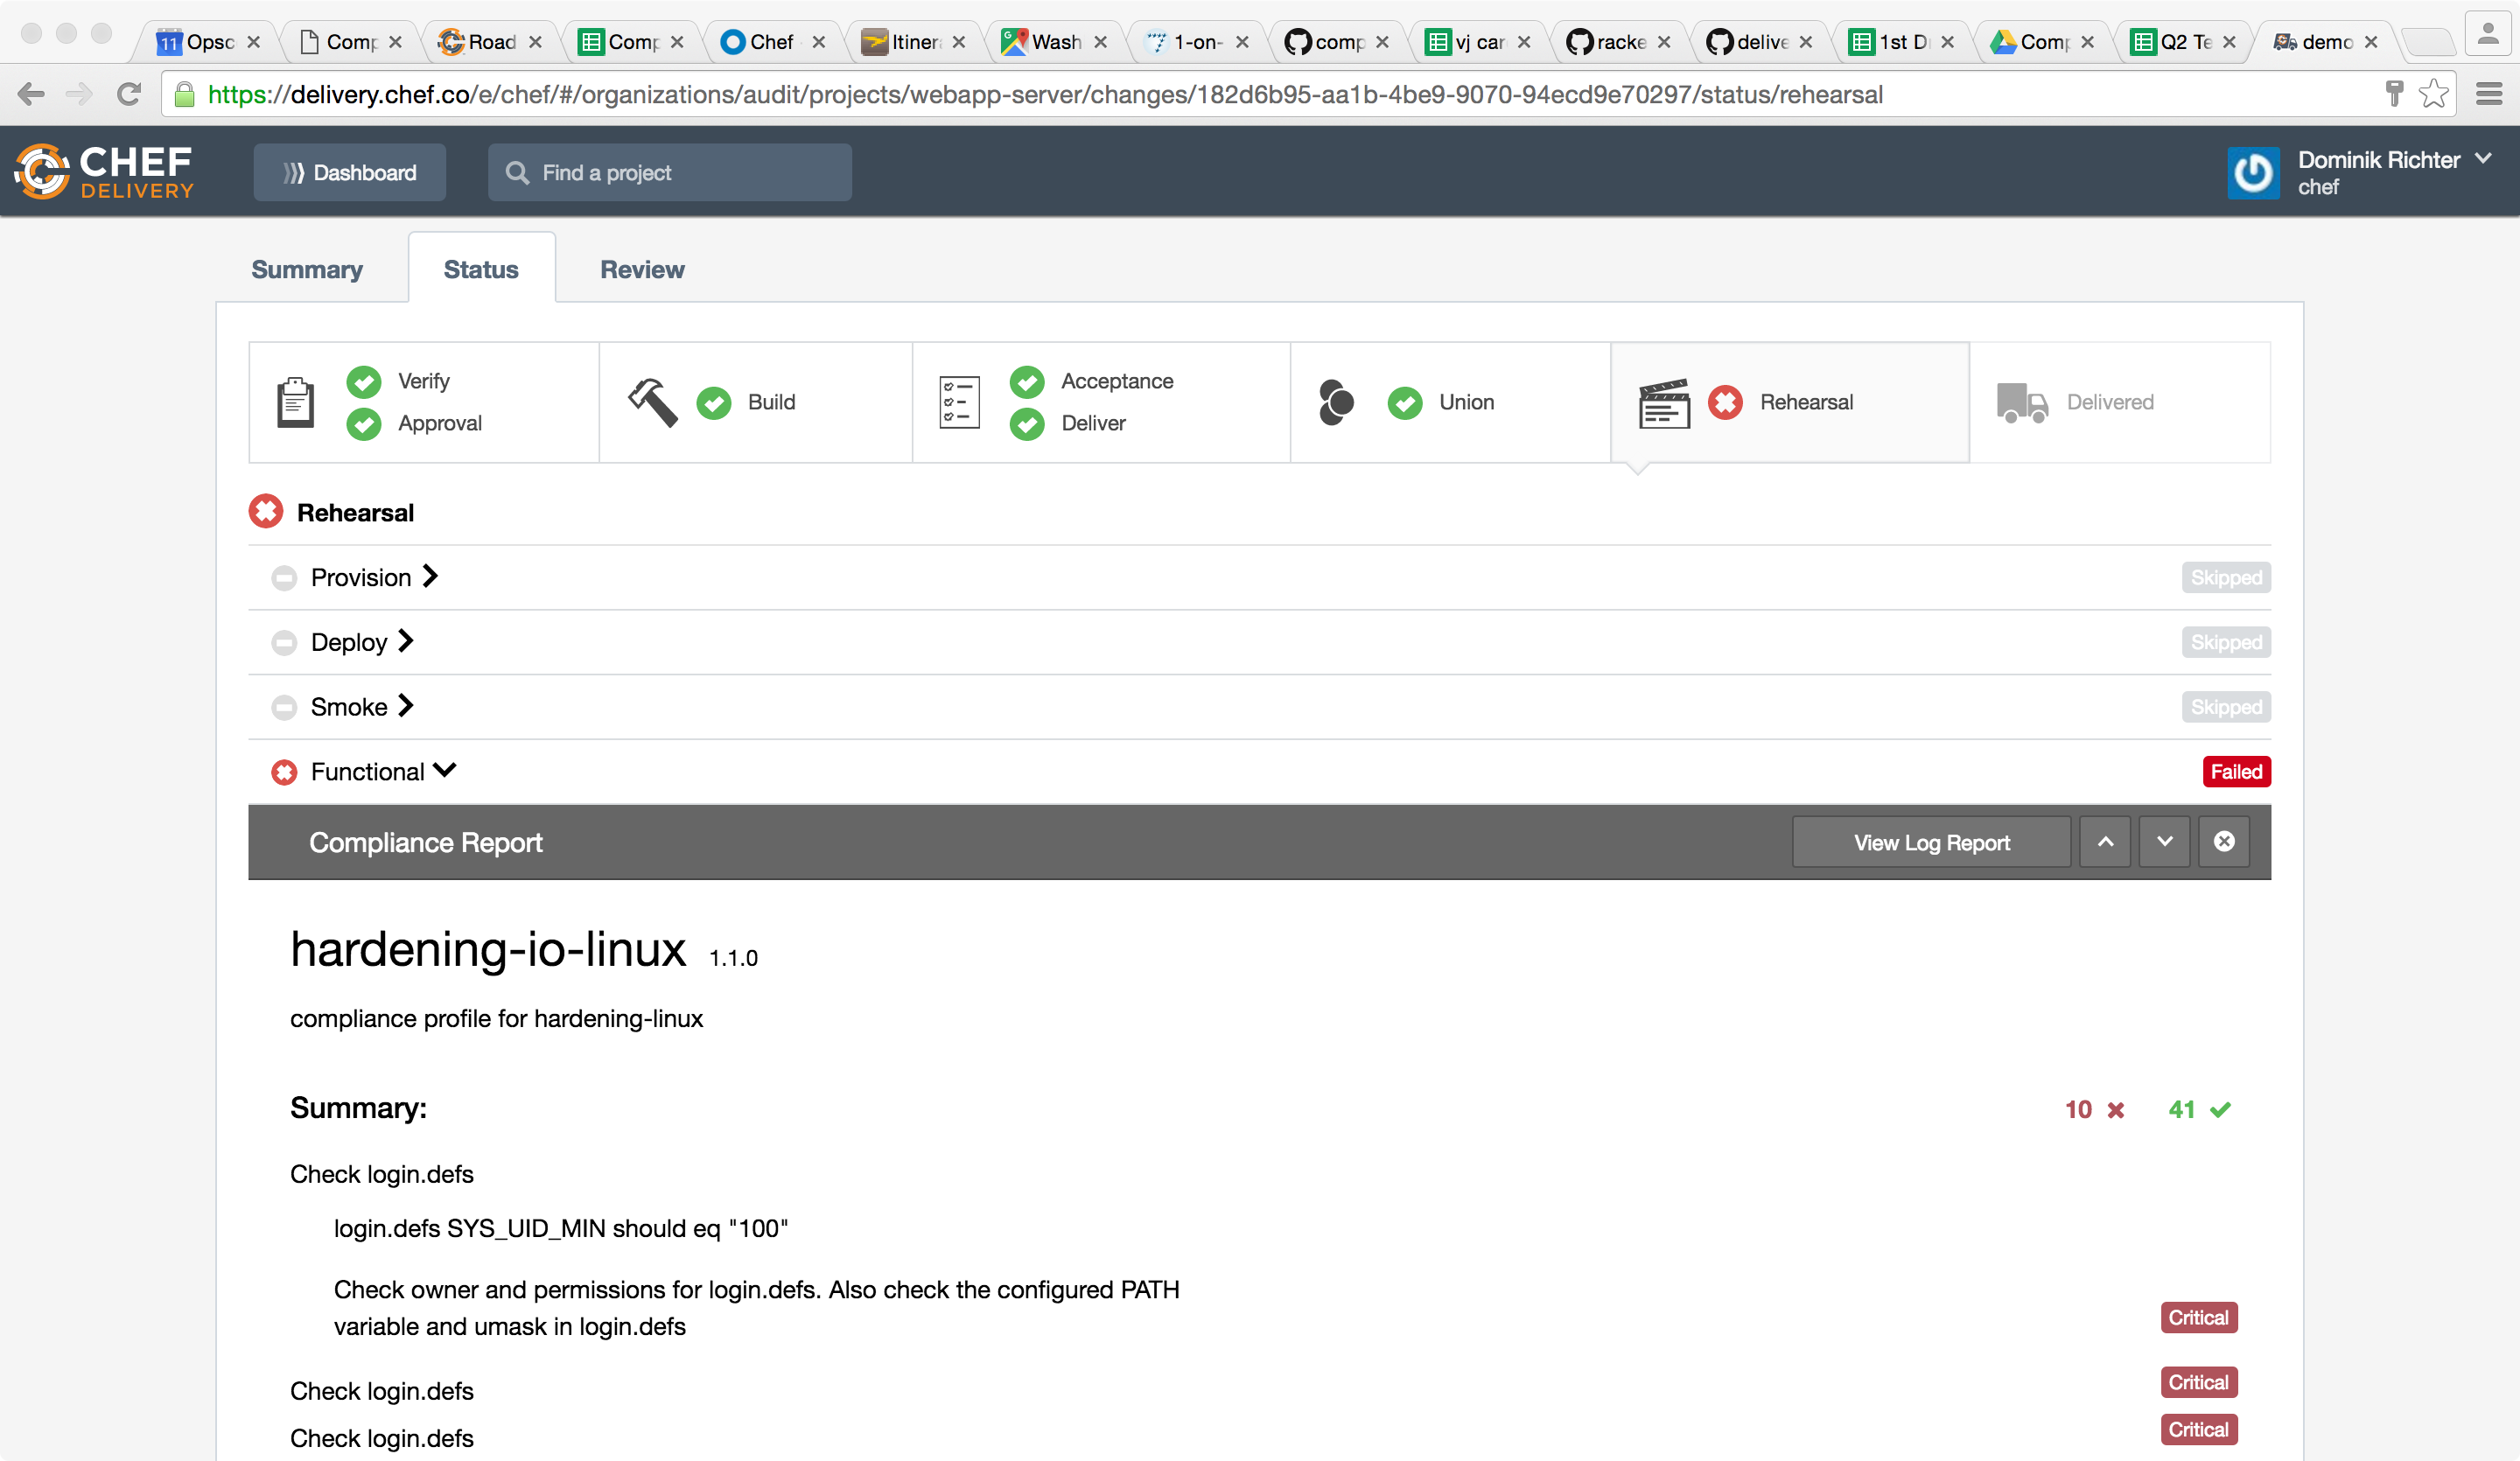 11 Opsc
Comp
Road
Comp
Chef
Itiner
Wash
1-on-
comp
vj car
racke
delive
1st D
Comp
Q2 Te
demo
https://delivery.chef.co/e/chef/#/organizations/audit/projects/webapp-server/changes/182d6b95-aa1b-4be9-9070-94ecd9e70297/status/rehearsal
CHEF
DELIVERY
Dashboard
Find a project
Dominik Richter
chef
Summary
Status
Review
Verify
Approval
Build
Acceptance
Deliver
Union
Rehearsal
Delivered
Rehearsal
Provision
Skipped
Deploy
Skipped
Smoke
Skipped
Functional
Failed
Compliance Report
View Log Report
hardening-io-linux 1.1.0
compliance profile for hardening-linux
Summary:
10
41
Check login.defs
login.defs SYS_UID_MIN should eq "100"
Check owner and permissions for login.defs. Also check the configured PATH
variable and umask in login.defs
Critical
Check login.defs
Critical
Check login.defs
Critical